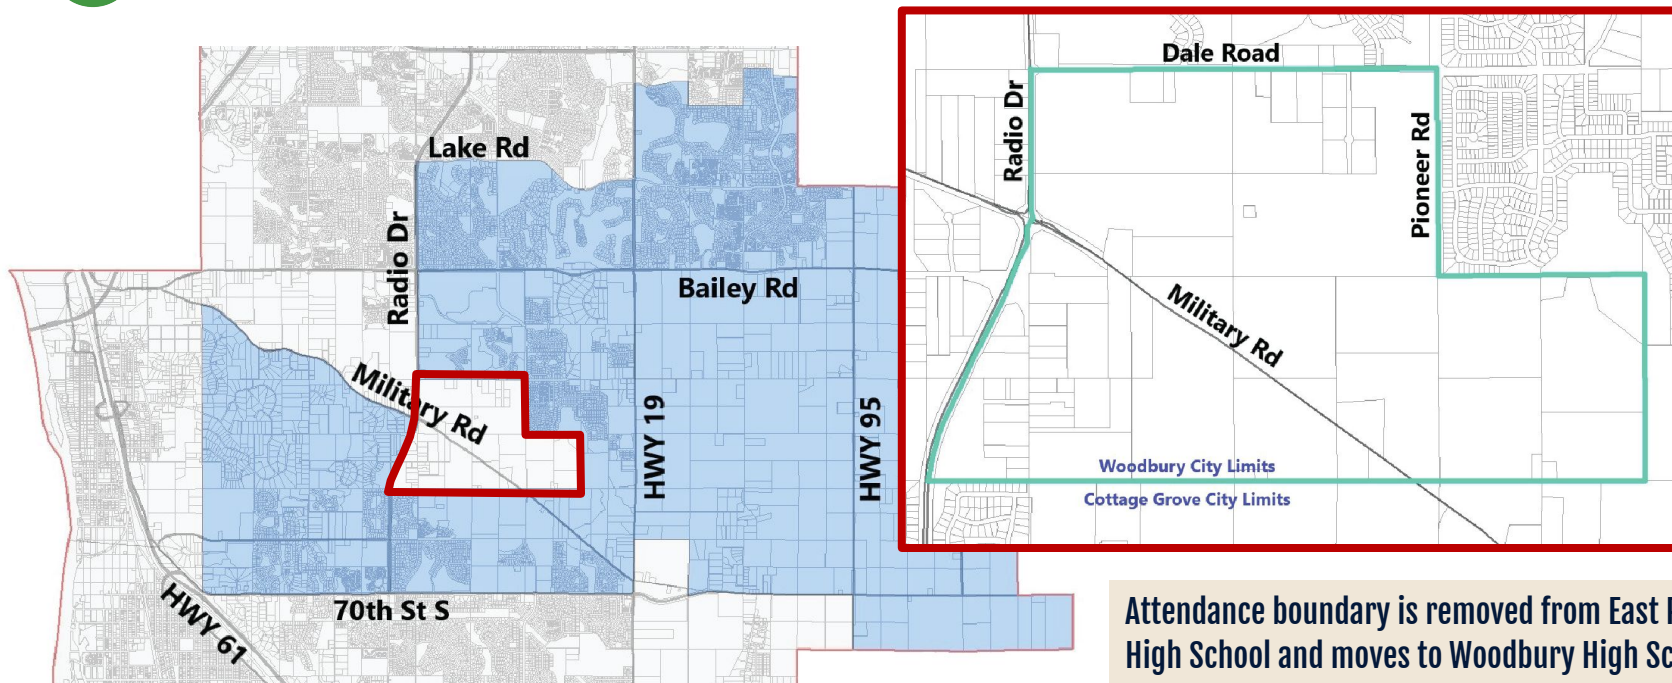 Lake Rd
Radio Dr
Bailey Rd
Military Rd
HWY 19
HWY 95
HWY 61
70th St S
Dale Road
Radio Dr
Pioneer Rd
Military Rd
Woodbury City Limits
Cottage Grove City Limits
Attendance boundary is removed from East
High School and moves to Woodbury High